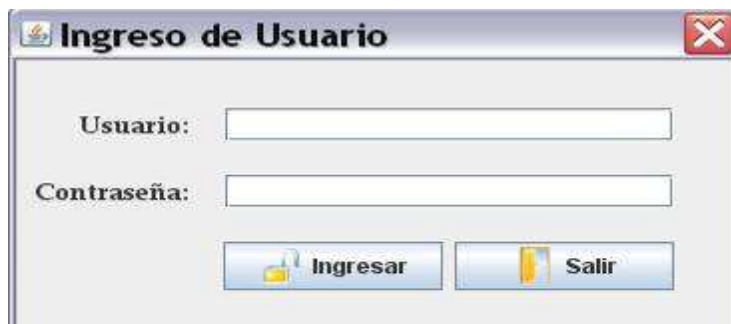 Ingreso de Usuario
Usuario:
Contraseña:
Ingresar Salir